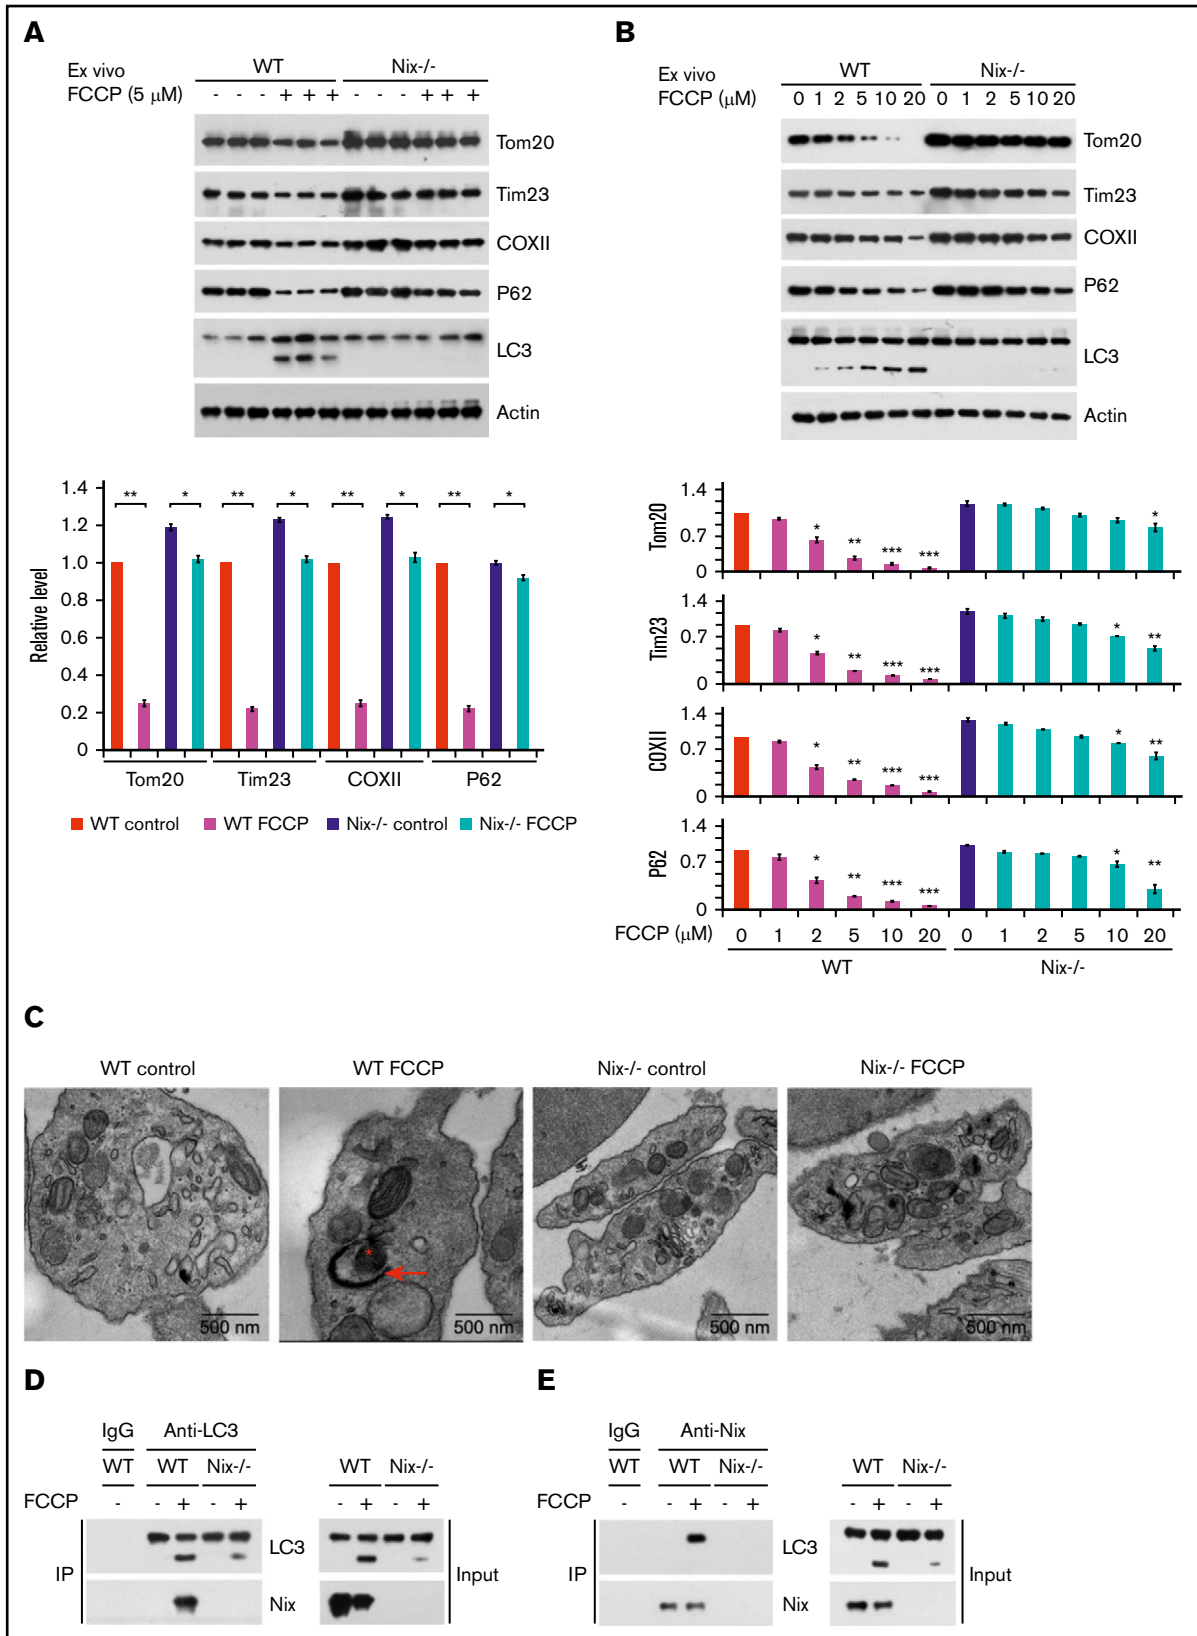 A
Ex vivo
WT Nix-/-
FCCP (5 μM) - - - + + + - - - + + +
Tom20
Tim23
COXII
P62
LC3
Actin
1.4
1.2
1.0
0.8
0.6
0.4
0.2
0
Relative level
** * ** * ** * ** *
Tom20 Tim23 COXII P62
WT control WT FCCP Nix-/- control Nix-/- FCCP
B
Ex vivo
WT Nix-/-
FCCP (μM) 0 1 2 5 10 20 0 1 2 5 10 20
Tom20
Tim23
COXII
P62
LC3
Actin
Tom20
1.4
0.7
0
* ** *** *** *
Tim23
1.4
0.7
0
* ** *** *** * **
COXII
1.4
0.7
0
* ** *** *** * **
P62
1.4
0.7
0
* ** *** *** * **
FCCP (μM) 0 1 2 5 10 20 0 1 2 5 10 20
WT Nix-/-
C
WT control WT FCCP Nix-/- control Nix-/- FCCP
*
500 nm 500 nm 500 nm 500 nm
D
IgG Anti-LC3
WT WT Nix-/- WT Nix-/-
FCCP - - + - + - + - +
IP LC3 Input
Nix
E
IgG Anti-Nix
WT WT Nix-/- WT Nix-/-
FCCP - - + - + - + - +
IP LC3 Input
Nix